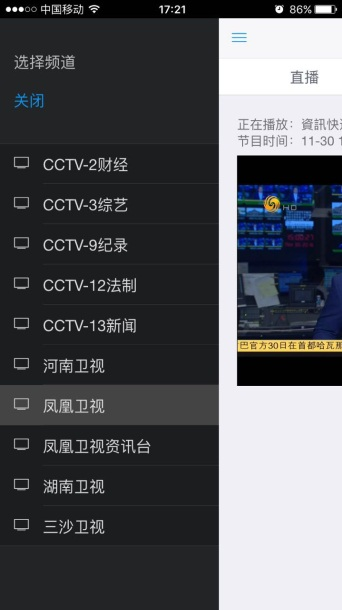 中国移动 17:21 86%
选择频道
关闭
直播
正在播放：資訊快
节目时间：11-30 1
CCTV-2财经
CCTV-3综艺
CCTV-9纪录
CCTV-12法制
CCTV-13新闻
河南卫视
凤凰卫视
凤凰卫视资讯台
湖南卫视
三沙卫视
HD
巴官方30日在首都哈瓦那